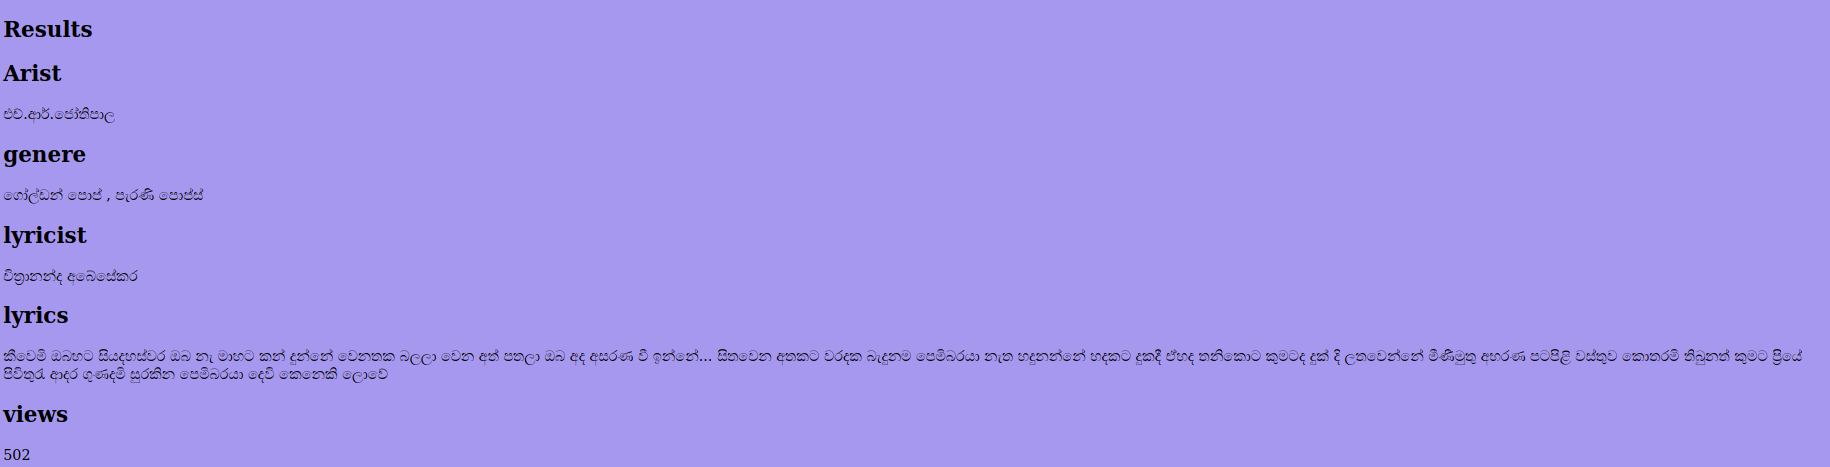 Results
Arist
එච්.ආර්.ජෝතිපාල
genere
ගෝල්ඩන් පොප් , පැරණි පොප්ස්
lyricist
චිත්‍රානන්ද අබේසේකර
lyrics
කීවෙමි ඔබහට සියදහස්වර ඔබ නැ මාහට කන් දුන්නේ වෙනතක බලලා වෙන අත් පතලා ඔබ අද අසරණ වී ඉන්නේ... සිතවෙන අතකට වරදක බැඳුනම පෙම්බරයා නැත හඳුනන්නේ හදකට දුකදී ඒහද තනිකොට කුමටද දුක් දී ලතවෙන්නේ මිණිමුතු අභරණ පටපිළි වස්තුව කොතරම් තිබුනත් කුමට ප්‍රියේ
පිවිතුරු ආදර ගුණදම් සුරකින පෙම්බරයා දෙවි කෙනෙකි ලොවේ
views
502